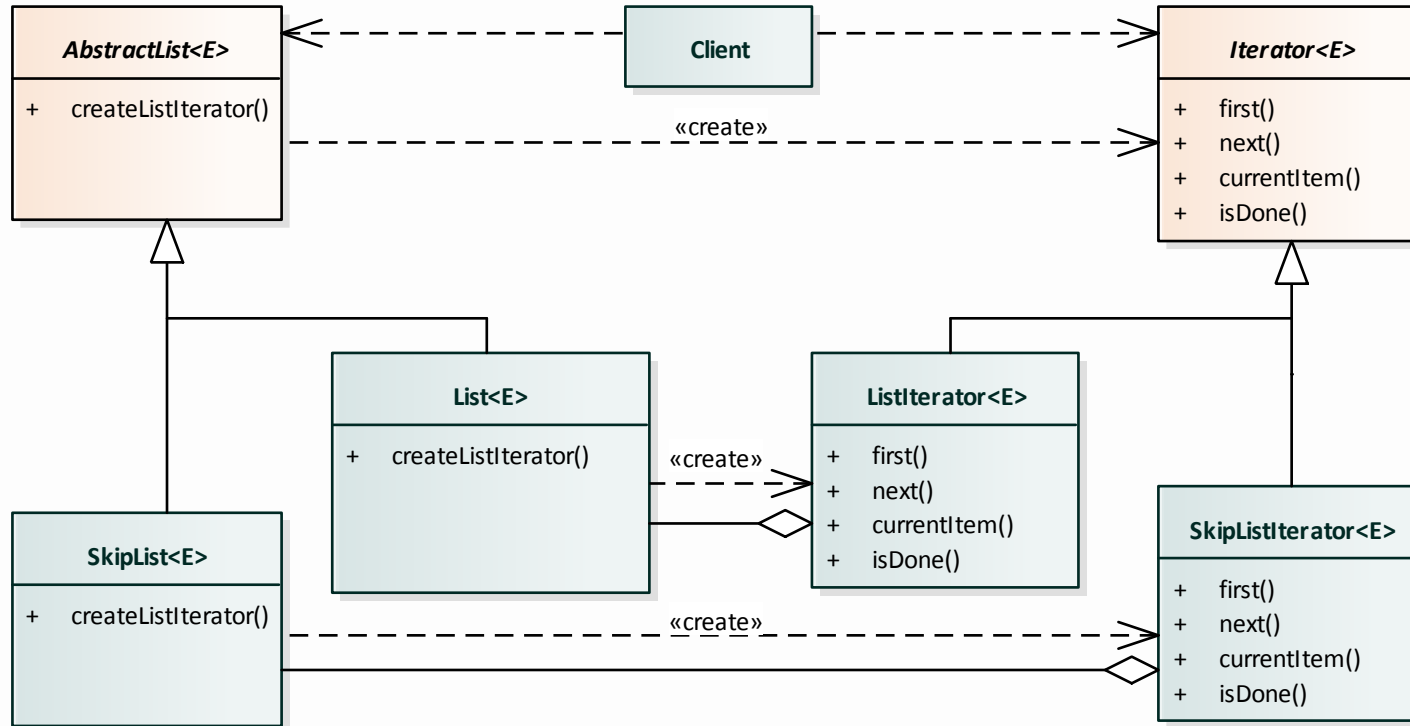 AbstractList<E>
+ createListIterator()
Client
Iterator<E>
+ first()
+ next()
+ currentItem()
+ isDone()
«create»
List<E>
+ createListIterator()
«create»
ListIterator<E>
+ first()
+ next()
+ currentItem()
+ isDone()
SkipList<E>
+ createListIterator()
«create»
SkipListIterator<E>
+ first()
+ next()
+ currentItem()
+ isDone()